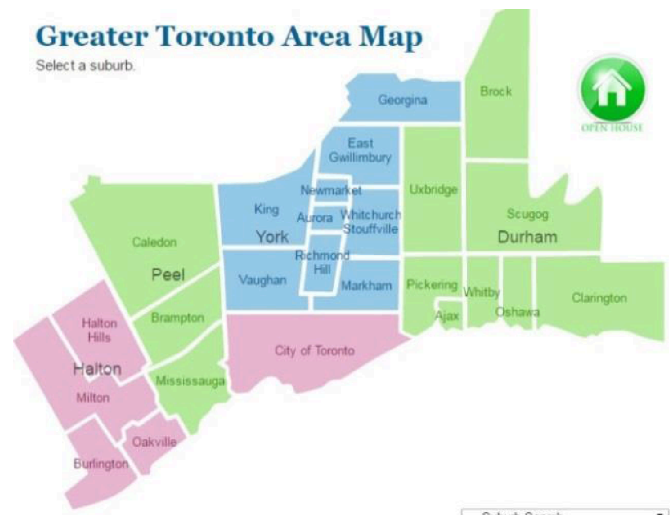 Greater Toronto Area Map
Select a suburb.
OPEN HOUSE
Georgina
Brock
East
Gwillimbury
Newmarket
Uxbridge
King
Aurora
Whitchurch
Stouffville
Scugog
York
Durham
Caledon
Peel
Richmond
Hill
Vaughan
Markham
Pickering
Whitby
Clarington
Brampton
Ajax
Oshawa
Halton
Hills
City of Toronto
Halton
Mississauga
Milton
Oakville
Burlington